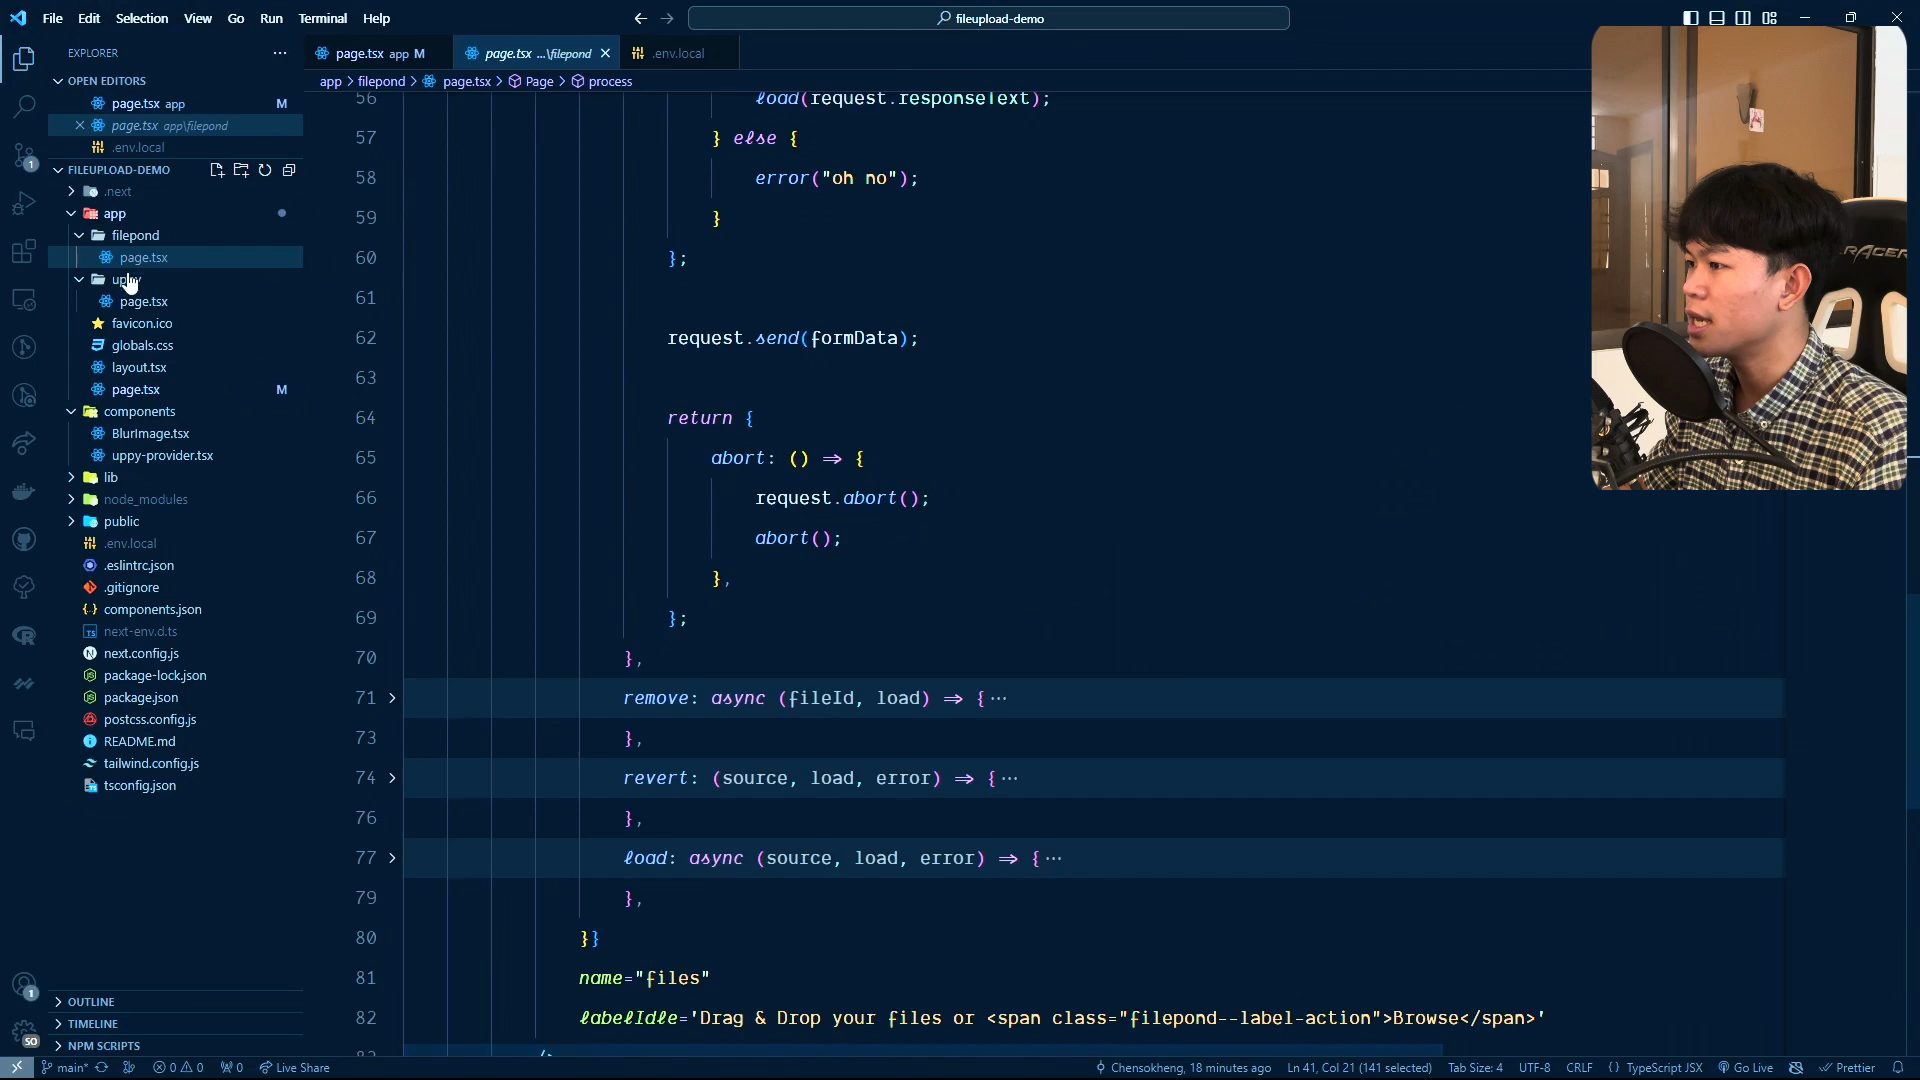 File Edit Selection View Go Run Terminal Help
fileupload-demo
EXPLORER
page.tsx app M
page.tsx ...\filepond
.env.local
OPEN EDITORS
app > filepond > page.tsx > Page > process
page.tsx app M
page.tsx app\filepond
.env.local
FILEUPLOAD-DEMO
.next
app
filepond
page.tsx
page.tsx
favicon.ico
globals.css
layout.tsx
page.tsx M
components
BlurImage.tsx
uppy-provider.tsx
lib
node_modules
public
.env.local
.eslintrc.json
.gitignore
components.json
next-env.d.ts
next.config.js
package-lock.json
package.json
postcss.config.js
README.md
tailwind.config.js
tsconfig.json
OUTLINE
TIMELINE
NPM SCRIPTS
56 load(request.responseText);
57 } else {
58 error("oh no");
59 }
60 };
61
62 request.send(formData);
63
64 return {
65 abort: () ⇒ {
66 request.abort();
67 abort();
68 },
69 };
70 },
71 remove: async (fileId, load) ⇒ {···
73 },
74 revert: (source, load, error) ⇒ {···
76 },
77 load: async (source, load, error) ⇒ {···
79 },
80 }}
81 name="files"
82 labelIdle='Drag & Drop your files or <span class="filepond--label-action">Browse</span>'
ЯACER
main* 0 0 0 Live Share Chensokheng, 18 minutes ago Ln 41, Col 21 (141 selected) Tab Size: 4 UTF-8 CRLF {} TypeScript JSX Go Live Prettier
1
1
SO